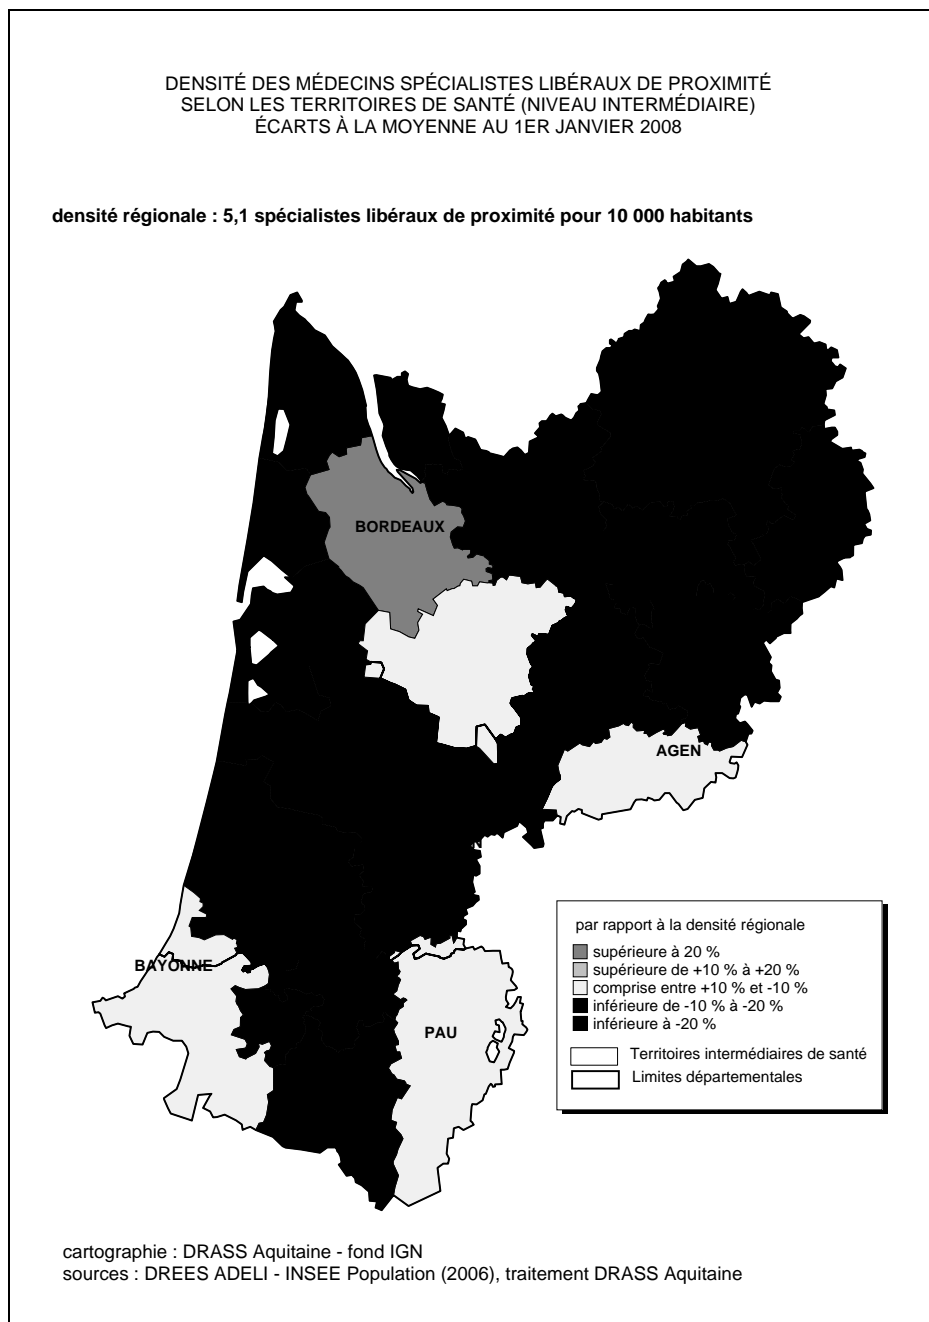 DENSITÉ DES MÉDECINS SPÉCIALISTES LIBÉRAUX DE PROXIMITÉ
SELON LES TERRITOIRES DE SANTÉ (NIVEAU INTERMÉDIAIRE)
ÉCARTS À LA MOYENNE AU 1ER JANVIER 2008
densité régionale : 5,1 spécialistes libéraux de proximité pour 10 000 habitants
BORDEAUX
AGEN
BAYONNE
PAU
par rapport à la densité régionale
supérieure à 20 %
supérieure de +10 % à +20 %
comprise entre +10 % et -10 %
inférieure de -10 % à -20 %
inférieure à -20 %
Territoires intermédiaires de santé
Limites départementales
cartographie : DRASS Aquitaine - fond IGN
sources : DREES ADELI - INSEE Population (2006), traitement DRASS Aquitaine